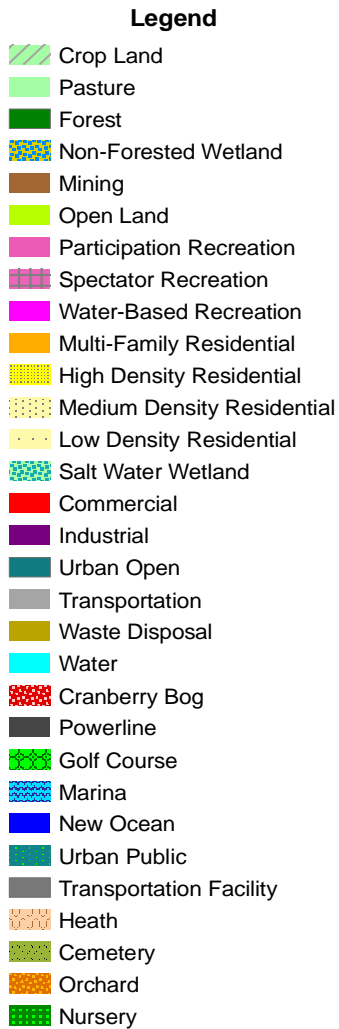 Legend
Crop Land
Pasture
Forest
Non-Forested Wetland
Mining
Open Land
Participation Recreation
Spectator Recreation
Water-Based Recreation
Multi-Family Residential
High Density Residential
Medium Density Residential
Low Density Residential
Salt Water Wetland
Commercial
Industrial
Urban Open
Transportation
Waste Disposal
Water
Cranberry Bog
Powerline
Golf Course
Marina
New Ocean
Urban Public
Transportation Facility
Heath
Cemetery
Orchard
Nursery